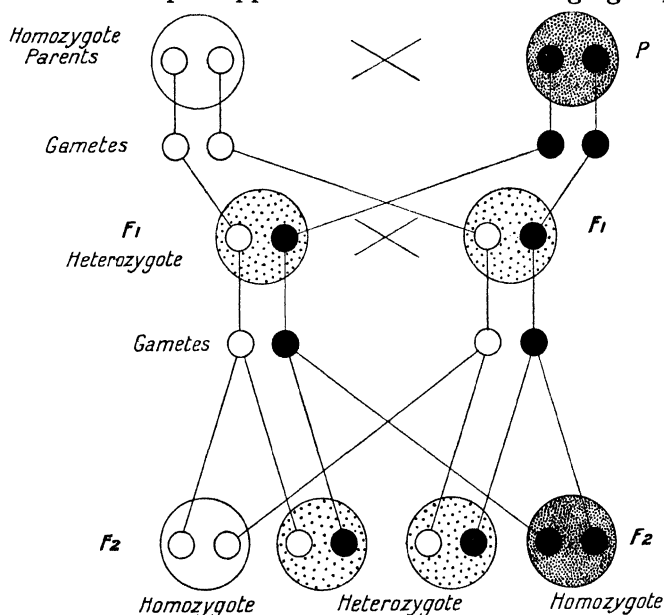 Homozygote
Parents
P
Gametes
F1
F1
Heterozygote
Gametes
F2
F2
Homozygote Heterozygote Homozygote